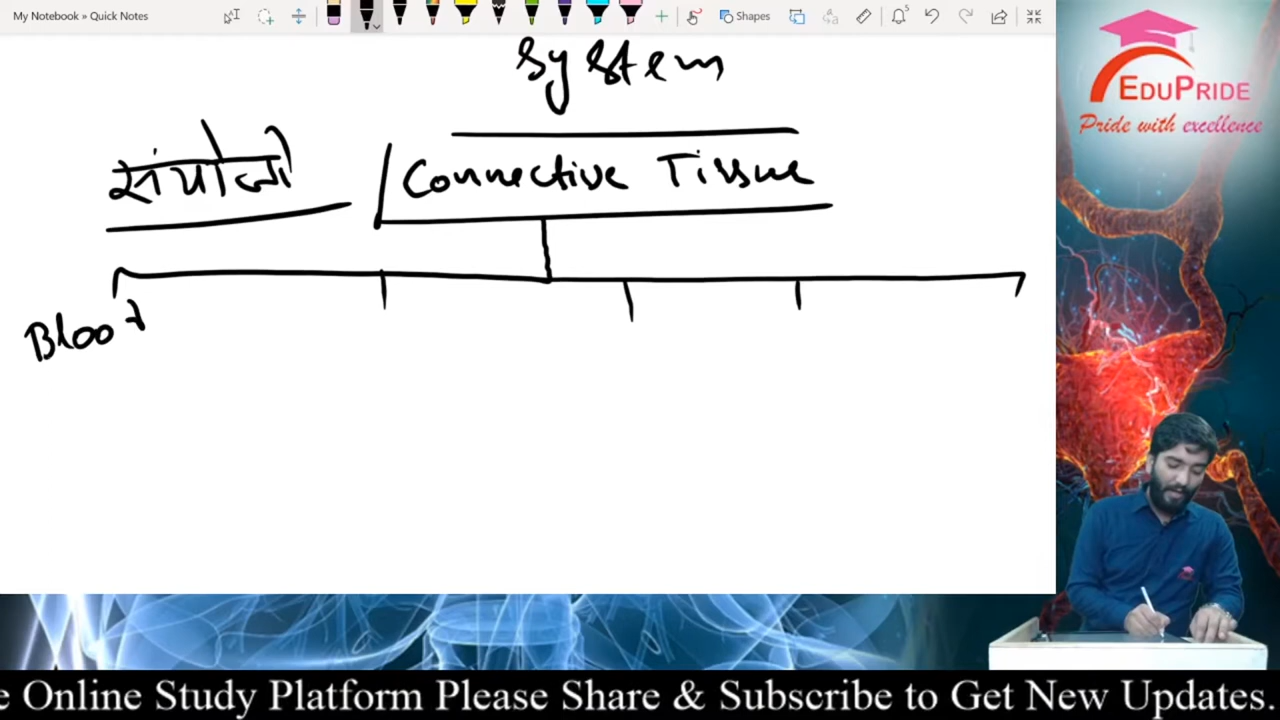 My Notebook » Quick Notes
Shapes
5
System
संयोजी / Connective Tissue
Blood
EDUPRIDE
Pride with excellence
e Online Study Platform Please Share & Subscribe to Get New Updates.